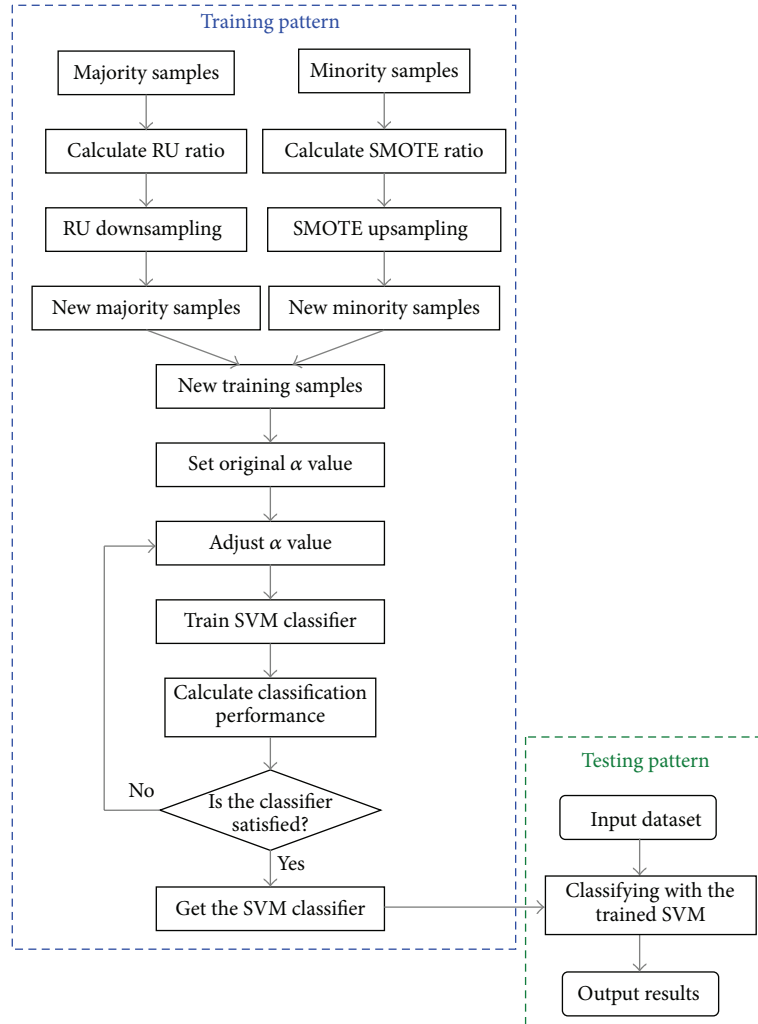 Training pattern
Majority samples
Minority samples
Calculate RU ratio
Calculate SMOTE ratio
RU downsampling
SMOTE upsampling
New majority samples
New minority samples
New training samples
Set original α value
Adjust α value
Train SVM classifier
Calculate classification
performance
Is the classifier
satisfied?
No
Yes
Get the SVM classifier
Testing pattern
Input dataset
Classifying with the
trained SVM
Output results